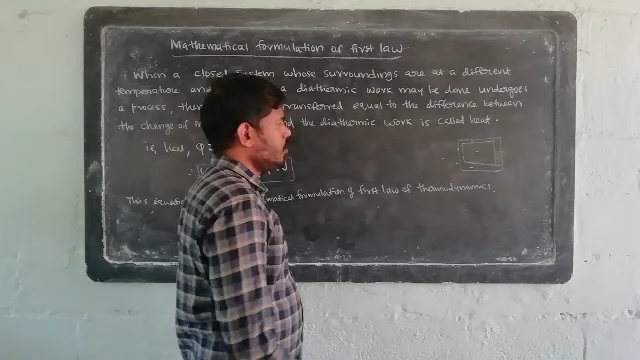 Mathematical formulation of first law
When a closed system whose surroundings are at a different
temperature and a diathermic work may be done undergoes
a process, transferred equal to the difference between
the change of and the diathermic work is called heat.
ie, heat, Q =
This equation formulation of first law of thermodynamics.